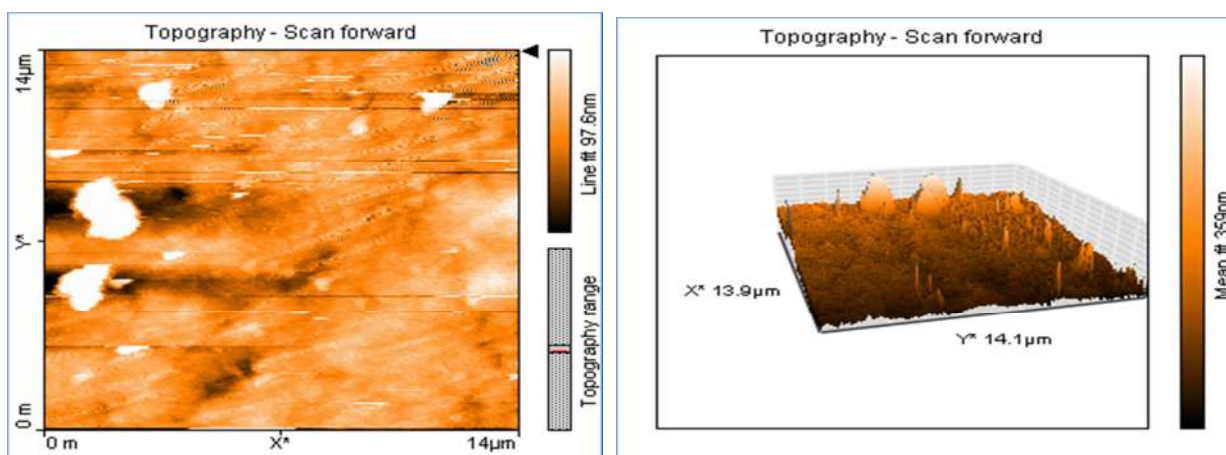 Topography - Scan forward
14µm
Y*
0 m
0 m
X*
14µm
Line fit 97.6nm
Topography range
Topography - Scan forward
X* 13.9µm
Y* 14.1µm
Mean fit 359nm